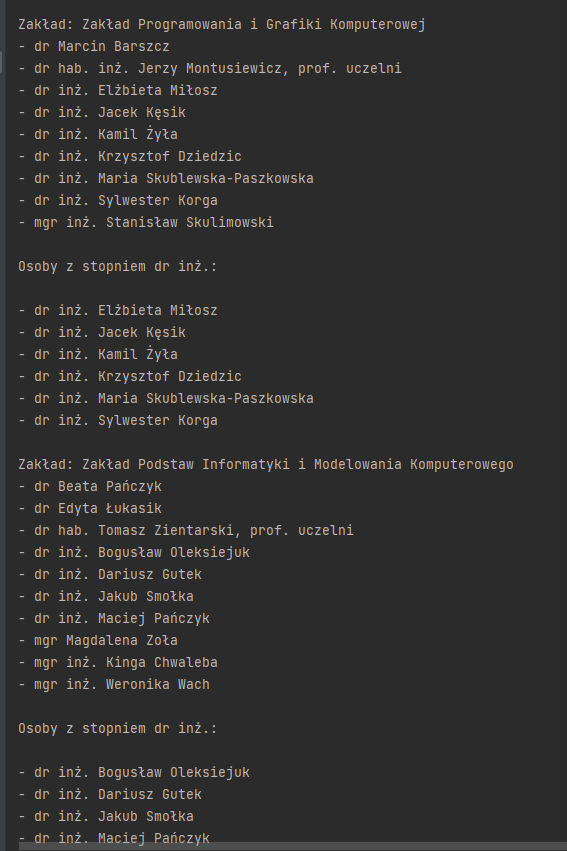 Zakład: Zakład Programowania i Grafiki Komputerowej
- dr Marcin Barszcz
- dr hab. inż. Jerzy Montusiewicz, prof. uczelni
- dr inż. Elżbieta Miłosz
- dr inż. Jacek Kęsik
- dr inż. Kamil Żyła
- dr inż. Krzysztof Dziedzic
- dr inż. Maria Skublewska-Paszkowska
- dr inż. Sylwester Korga
- mgr inż. Stanisław Skulimowski
Osoby z stopniem dr inż.:
- dr inż. Elżbieta Miłosz
- dr inż. Jacek Kęsik
- dr inż. Kamil Żyła
- dr inż. Krzysztof Dziedzic
- dr inż. Maria Skublewska-Paszkowska
- dr inż. Sylwester Korga
Zakład: Zakład Podstaw Informatyki i Modelowania Komputerowego
- dr Beata Pańczyk
- dr Edyta Łukasik
- dr hab. Tomasz Zientarski, prof. uczelni
- dr inż. Bogusław Oleksiejuk
- dr inż. Dariusz Gutek
- dr inż. Jakub Smołka
- dr inż. Maciej Pańczyk
- mgr Magdalena Zoła
- mgr inż. Kinga Chwaleba
- mgr inż. Weronika Wach
Osoby z stopniem dr inż.:
- dr inż. Bogusław Oleksiejuk
- dr inż. Dariusz Gutek
- dr inż. Jakub Smołka
- dr inż. Maciej Pańczyk